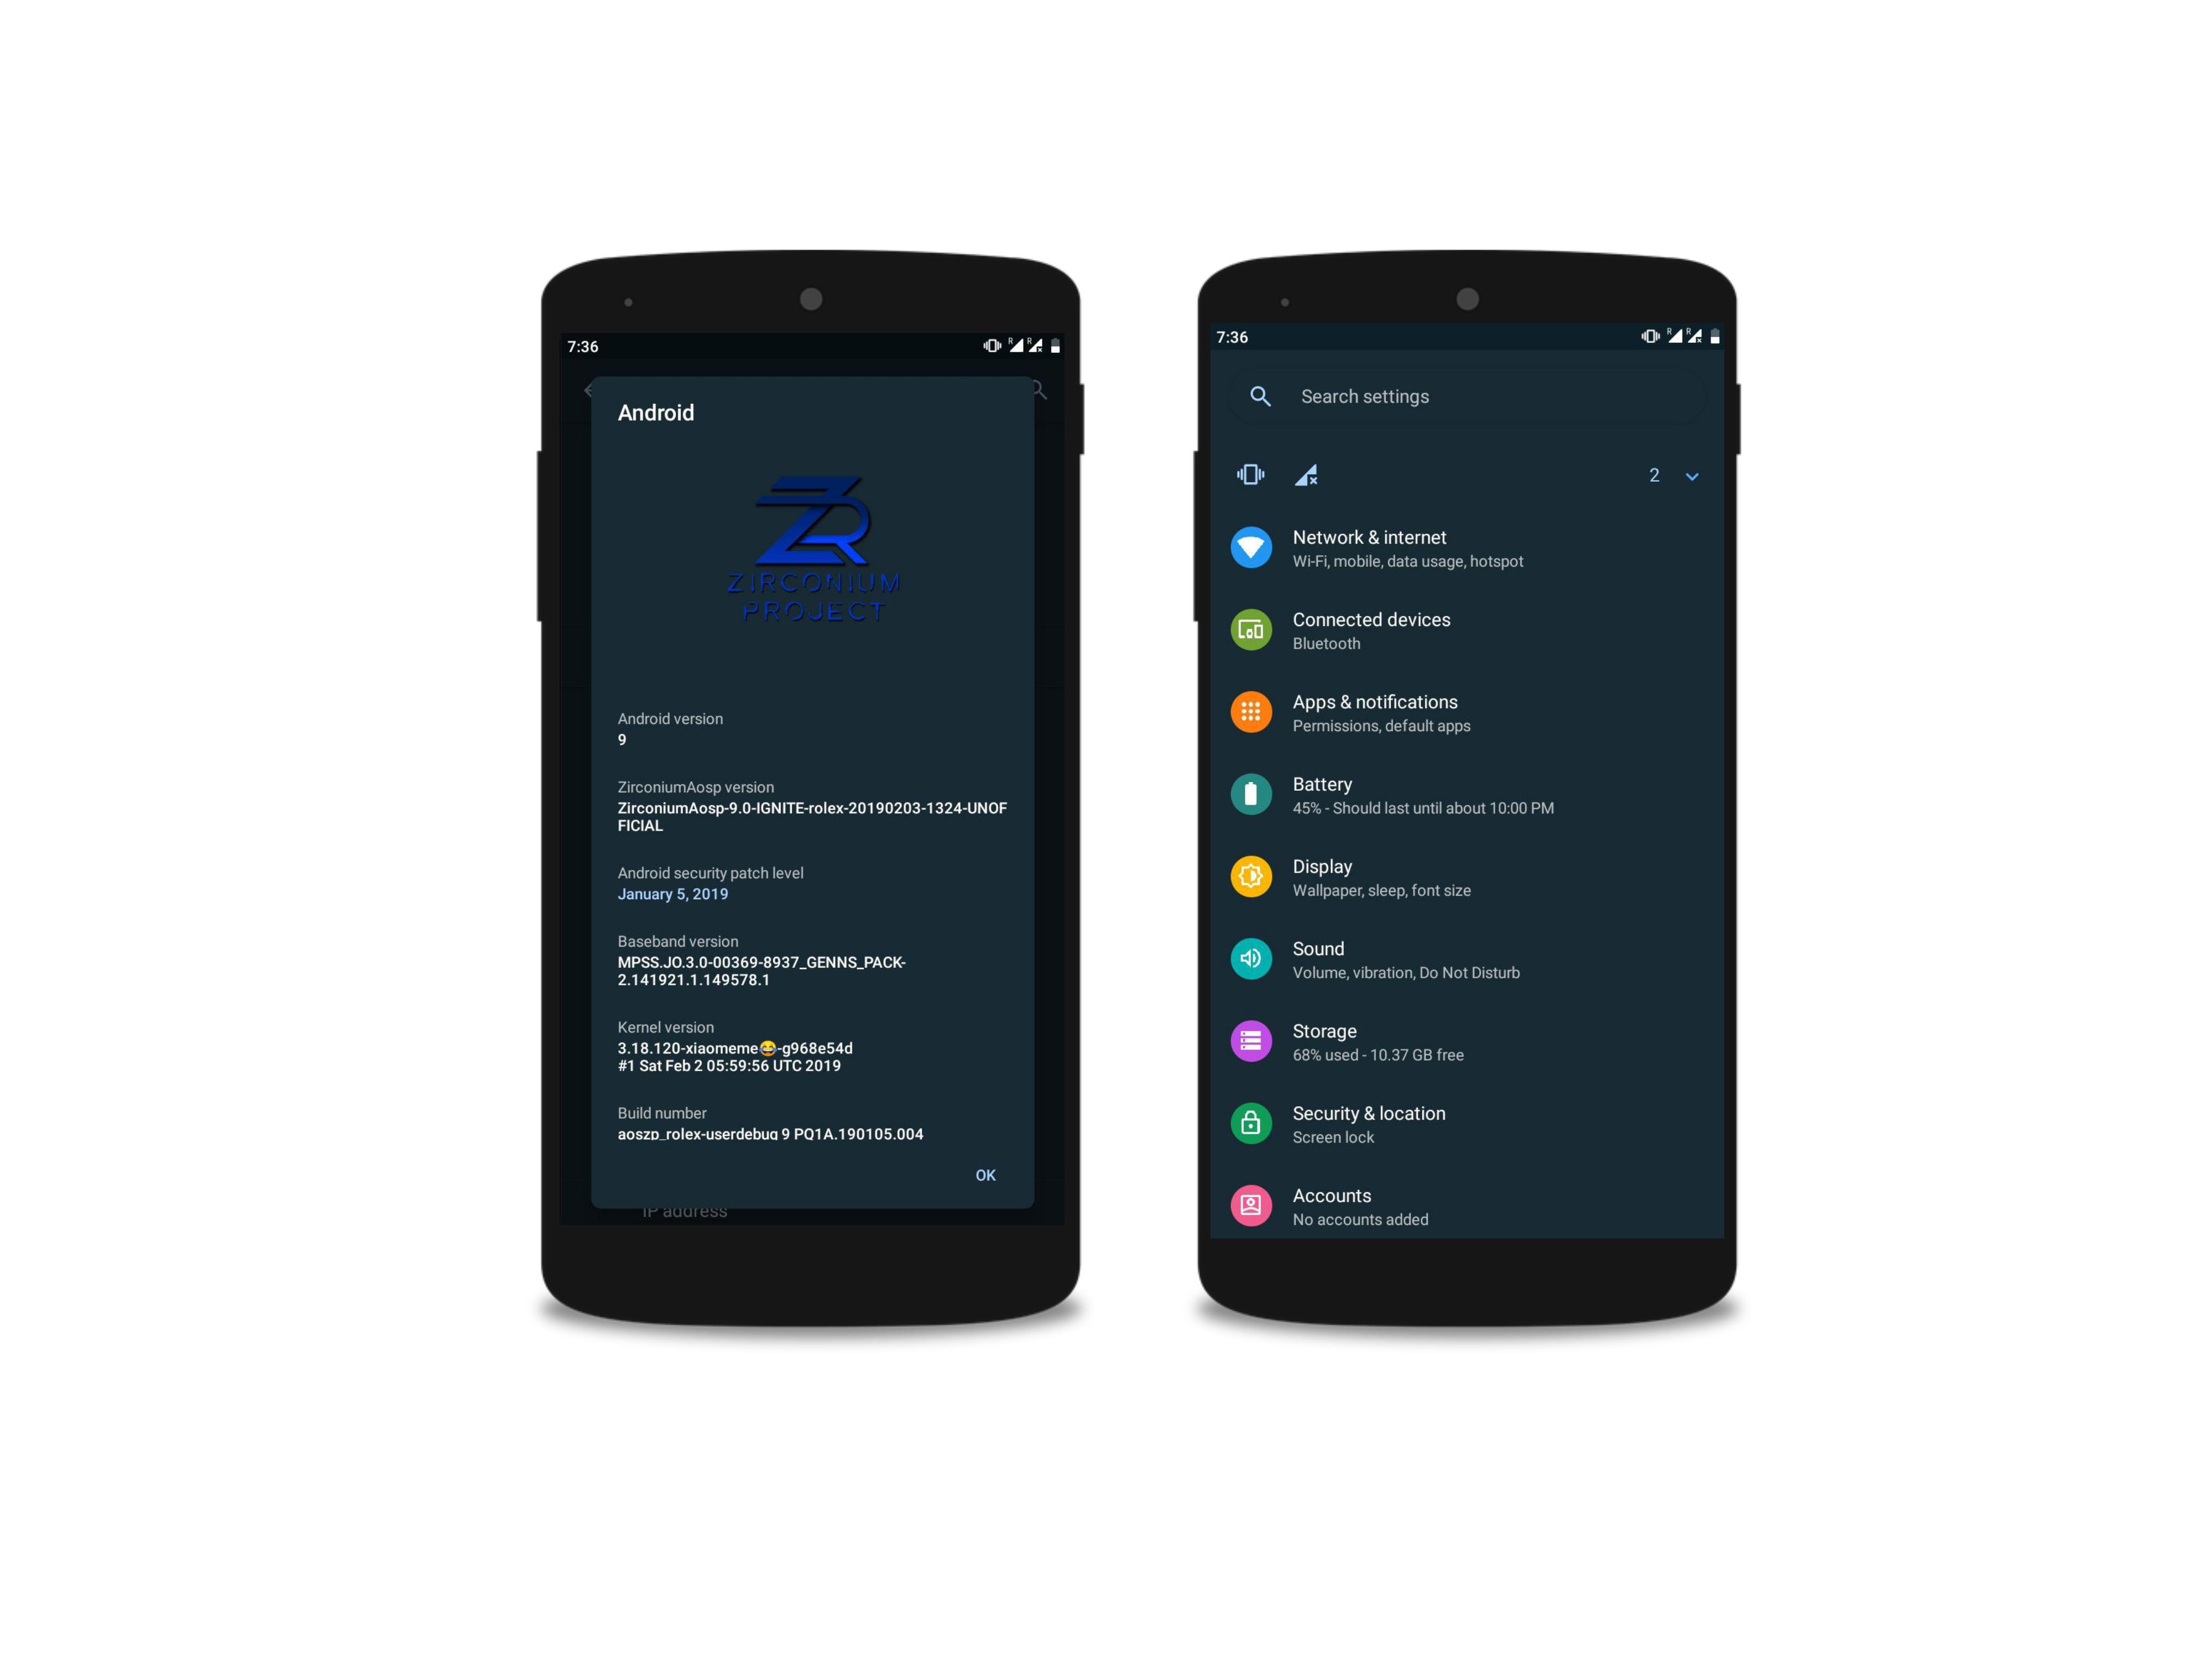 7:36
R R
Android
ZR
ZIRCONIUM
PROJECT
Android version
9
ZirconiumAosp version
ZirconiumAosp-9.0-IGNITE-rolex-20190203-1324-UNOF
FICIAL
Android security patch level
January 5, 2019
Baseband version
MPSS.JO.3.0-00369-8937_GENNS_PACK-
2.141921.1.149578.1
Kernel version
3.18.120-xiaomeme😂-g968e54d
#1 Sat Feb 2 05:59:56 UTC 2019
Build number
aoszp_rolex-userdebug 9 PQ1A.190105.004
OK
IP address
7:36
R R
Search settings
2
Network & internet
Wi-Fi, mobile, data usage, hotspot
Connected devices
Bluetooth
Apps & notifications
Permissions, default apps
Battery
45% - Should last until about 10:00 PM
Display
Wallpaper, sleep, font size
Sound
Volume, vibration, Do Not Disturb
Storage
68% used - 10.37 GB free
Security & location
Screen lock
Accounts
No accounts added